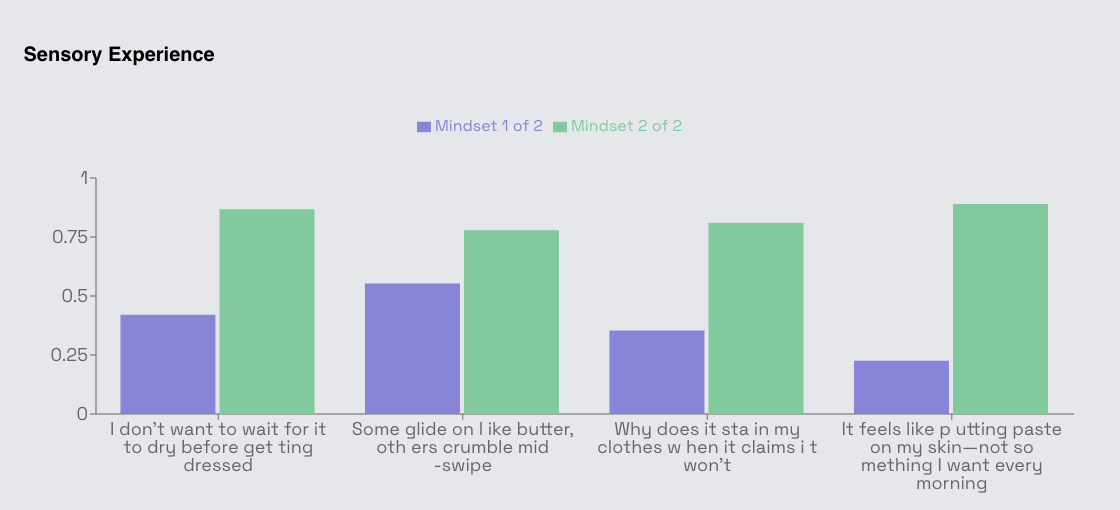 Sensory Experience
Mindset 1 of 2 Mindset 2 of 2
1
0.75
0.5
0.25
0
I don't want to wait for it
to dry before get ting
dressed
Some glide on l ike butter,
oth ers crumble mid
-swipe
Why does it sta in my
clothes w hen it claims i t
won't
It feels like p utting paste
on my skin—not so
mething I want every
morning